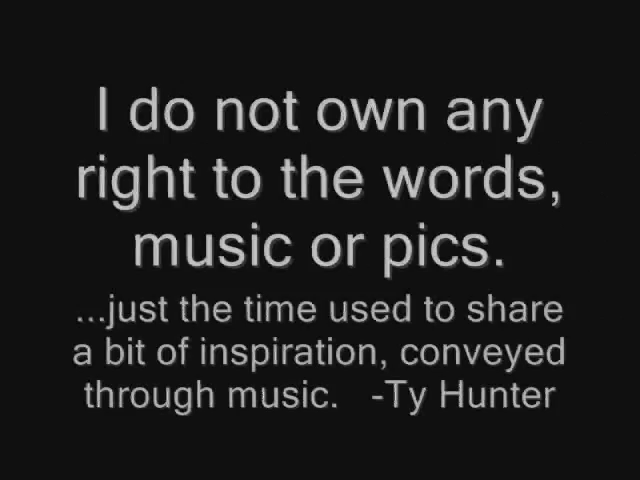 I do not own any
right to the words,
music or pics.
...just the time used to share
a bit of inspiration, conveyed
through music.   -Ty Hunter